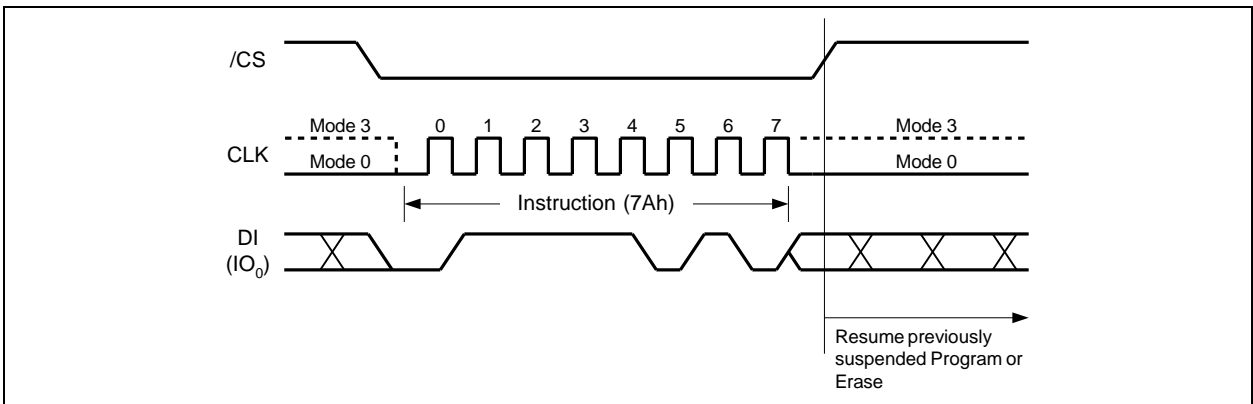 /CS
Mode 3 0 1 2 3 4 5 6 7 Mode 3
CLK
Mode 0 Mode 0
Instruction (7Ah)
DI
(IO₀)
Resume previously
suspended Program or
Erase